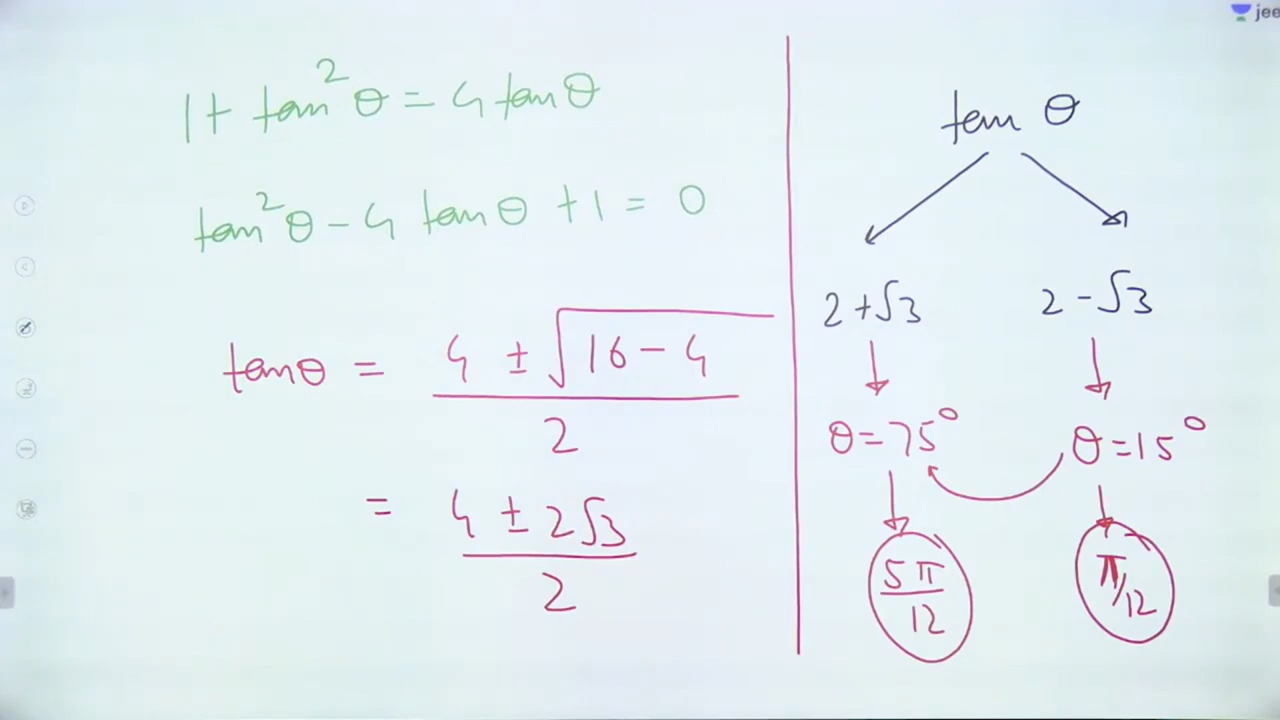 jee
1 + tan²θ = 4 tanθ
tan²θ - 4 tanθ + 1 = 0
tanθ = (4 ± √(16 - 4)) / 2
= (4 ± 2√3) / 2
tan θ
2 + √3
2 - √3
θ = 75°
θ = 15°
5π/12
π/12